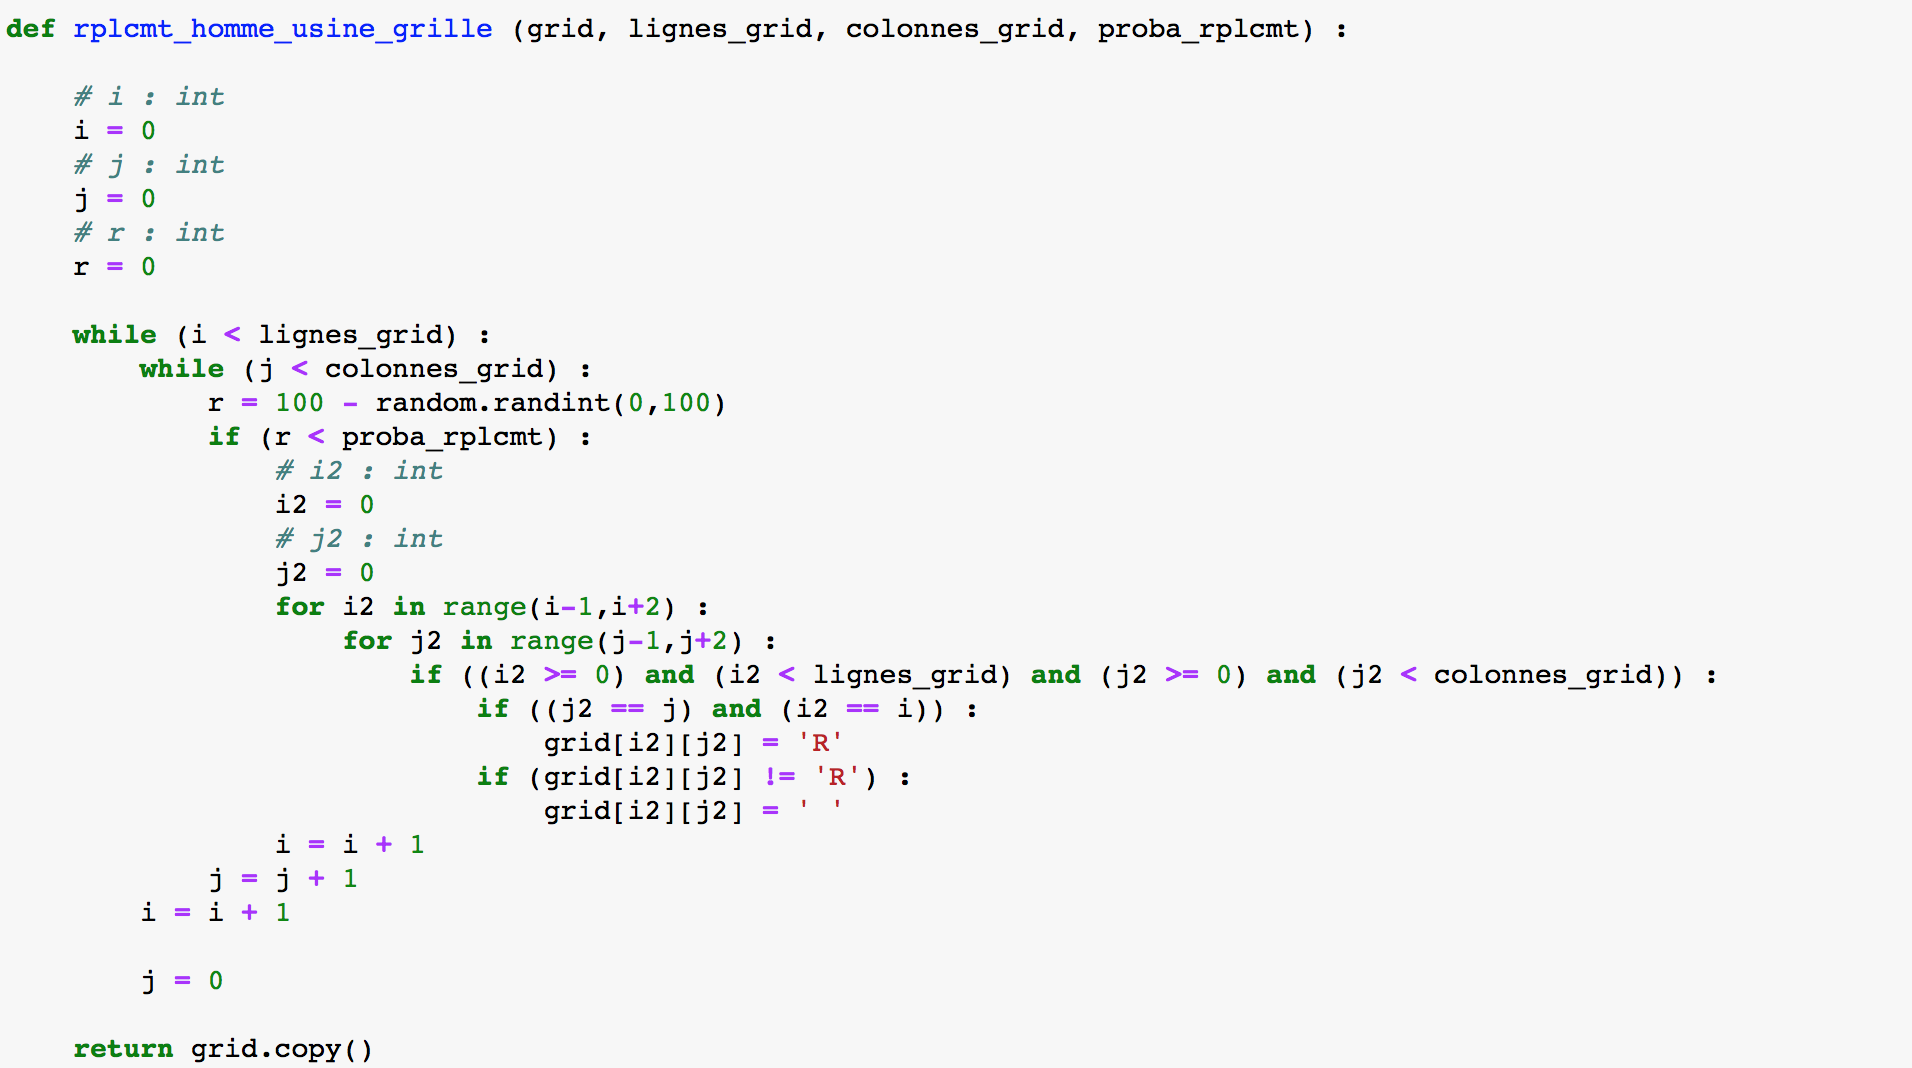 def rplcmt_homme_usine_grille (grid, lignes_grid, colonnes_grid, proba_rplcmt) :
    # i : int
    i = 0
    # j : int
    j = 0
    # r : int
    r = 0
    while (i < lignes_grid) :
        while (j < colonnes_grid) :
            r = 100 - random.randint(0,100)
            if (r < proba_rplcmt) :
                # i2 : int
                i2 = 0
                # j2 : int
                j2 = 0
                for i2 in range(i-1,i+2) :
                    for j2 in range(j-1,j+2) :
                        if ((i2 >= 0) and (i2 < lignes_grid) and (j2 >= 0) and (j2 < colonnes_grid)) :
                            if ((j2 == j) and (i2 == i)) :
                                grid[i2][j2] = 'R'
                            if (grid[i2][j2] != 'R') :
                                grid[i2][j2] = ' '
                i = i + 1
            j = j + 1
        i = i + 1
        j = 0
    return grid.copy()